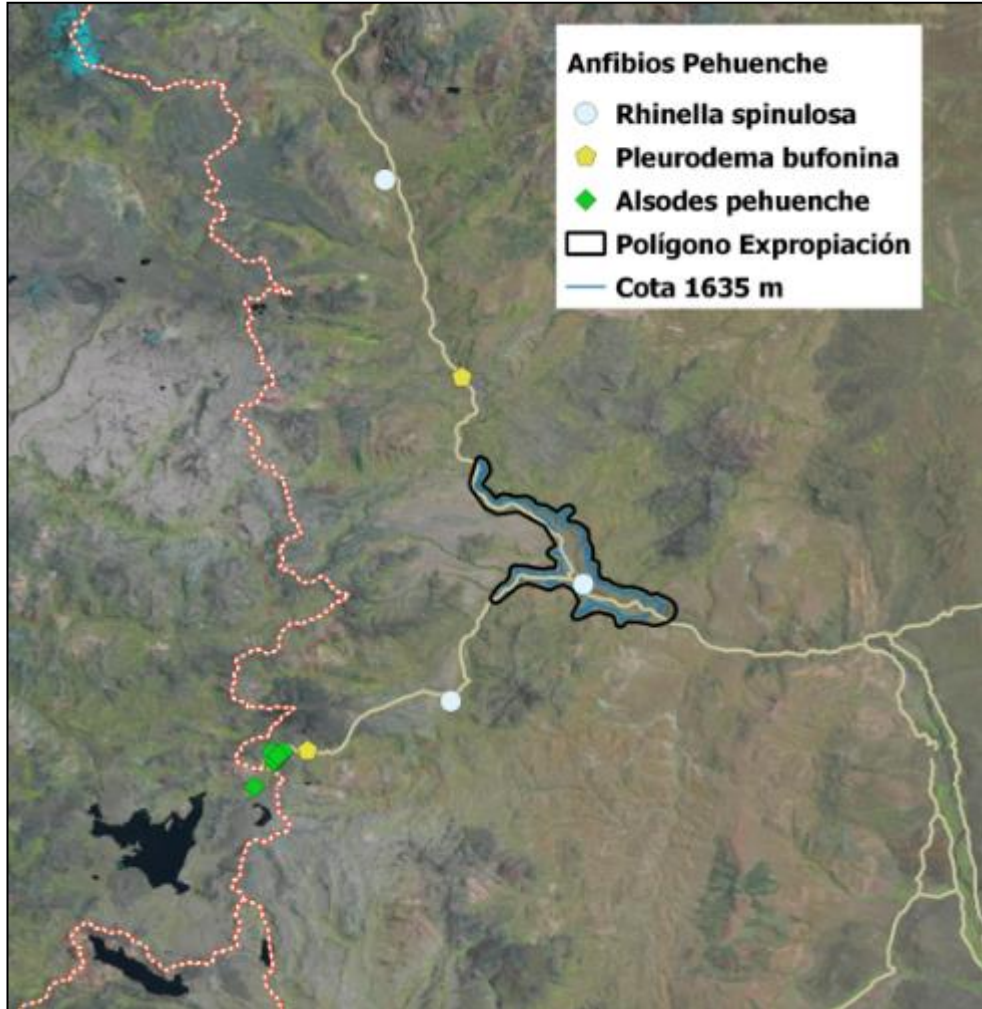 Anfibios Pehuenche
Rhinella spinulosa
Pleurodema bufonina
Alsodes pehuenche
Polígono Expropiación
Cota 1635 m